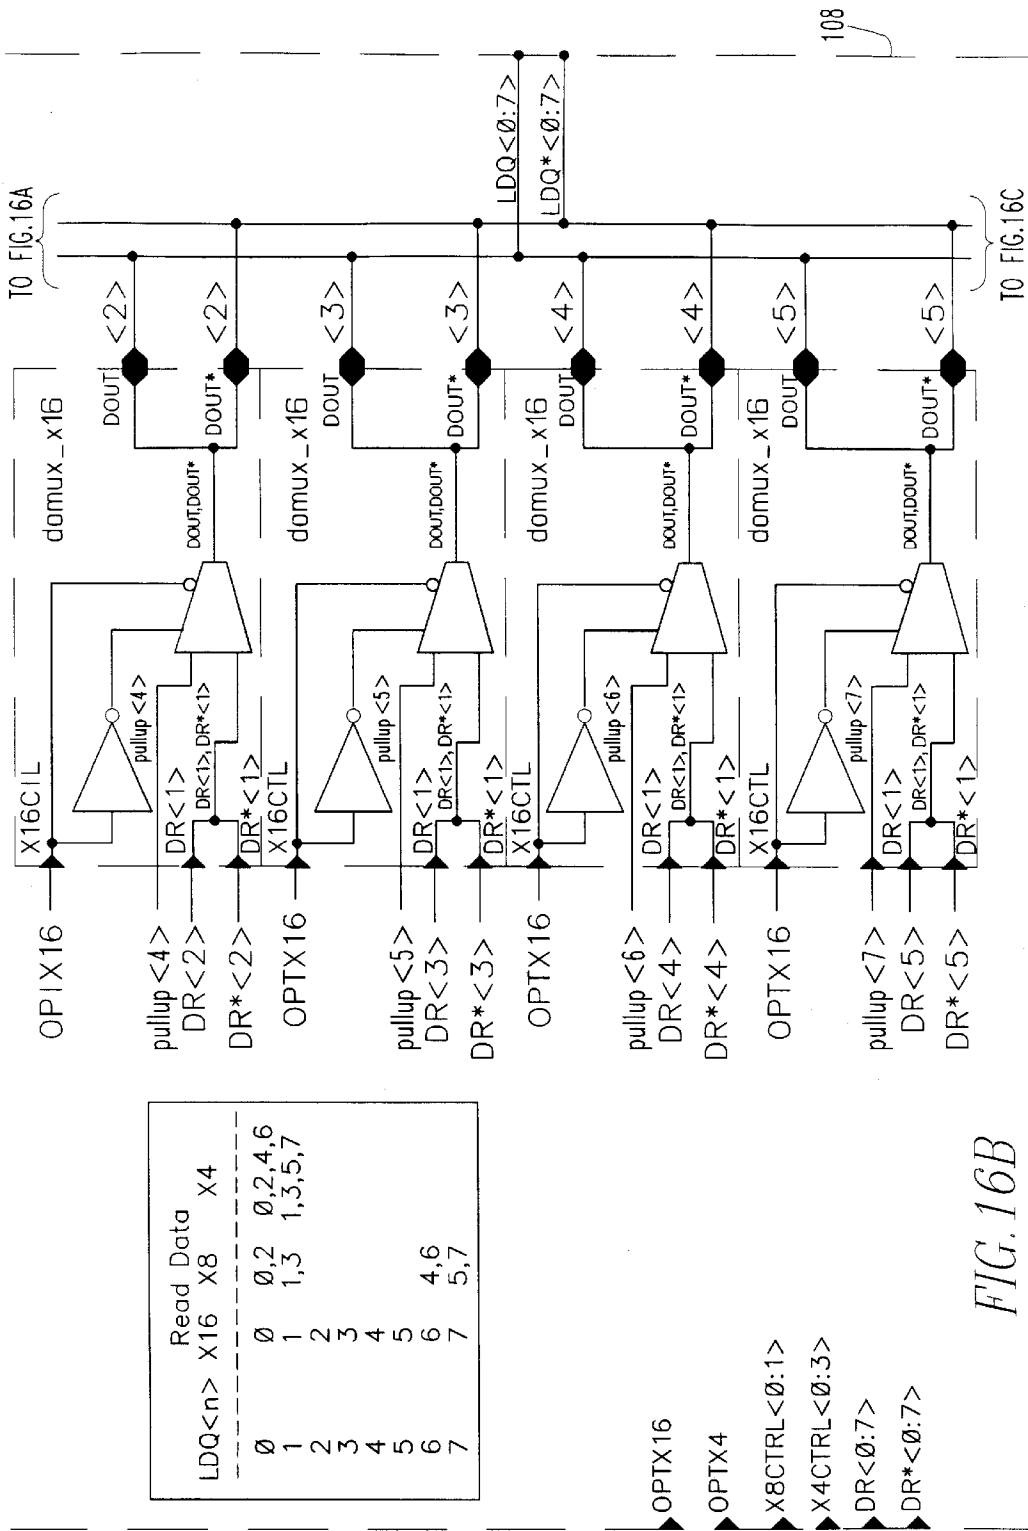 TO FIG.16A
108
LDQ<0:7>
LDQ*<0:7>
TO FIG.16C
OPIX16
X16CIL
domux_x16
DOUT
<2>
pullup<4>
pullup<4>
DR<2>
DR<1>
DR<1>, DR*<1>
DOUT,DOUT*
DOUT*
<2>
DR*<2>
DR*<1>
OPTX16
X16CTL
domux_x16
DOUT
<3>
pullup<5>
pullup<5>
DR<3>
DR<1>
DR<1>, DR*<1>
DOUT,DOUT*
DOUT*
<3>
DR*<3>
DR*<1>
OPTX16
X16CTL
domux_x16
DOUT
<4>
pullup<6>
pullup<6>
DR<4>
DR<1>
DR<1>, DR*<1>
DOUT,DOUT*
DOUT*
<4>
DR*<4>
DR*<1>
OPTX16
X16CTL
domux_x16
DOUT
<5>
pullup<7>
pullup<7>
DR<5>
DR<1>
DR<1>, DR*<1>
DOUT,DOUT*
DOUT*
<5>
DR*<5>
DR*<1>
Read Data
LDQ<n> X16 X8 X4
Ø Ø Ø,2 Ø,2,4,6
1 1 1,3 1,3,5,7
2 2
3 3
4 4
5 5
6 6 4,6
7 7 5,7
OPTX16
OPTX4
X8CTRL<Ø:1>
X4CTRL<Ø:3>
DR<Ø:7>
DR*<Ø:7>
FIG. 16B